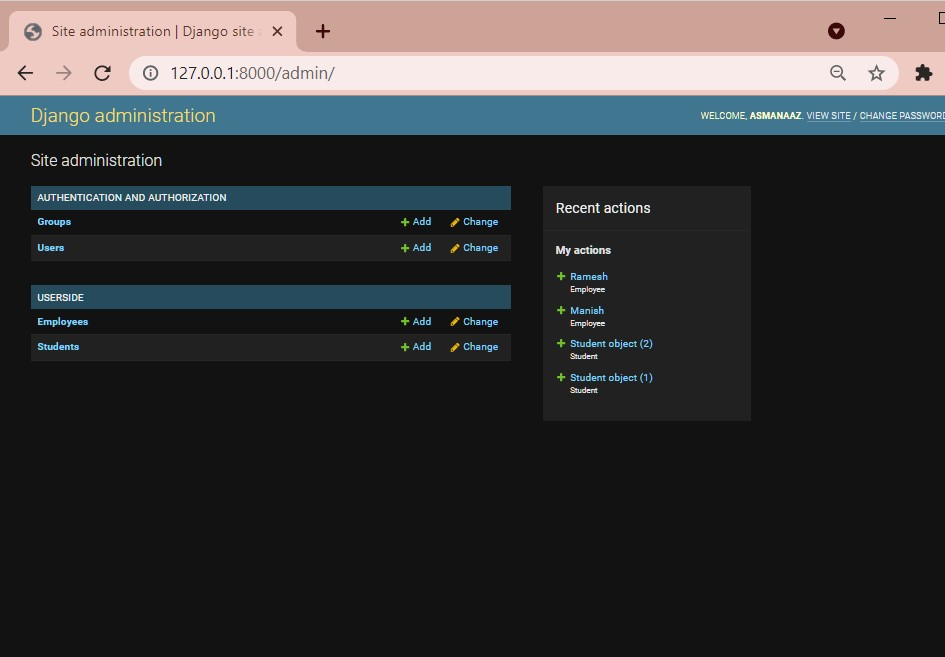 Site administration | Django site
127.0.0.1:8000/admin/
Django administration
WELCOME, ASMANAAZ. VIEW SITE / CHANGE PASSWORD
Site administration
AUTHENTICATION AND AUTHORIZATION
Groups Add Change
Users Add Change
USERSIDE
Employees Add Change
Students Add Change
Recent actions
My actions
Ramesh
Employee
Manish
Employee
Student object (2)
Student
Student object (1)
Student